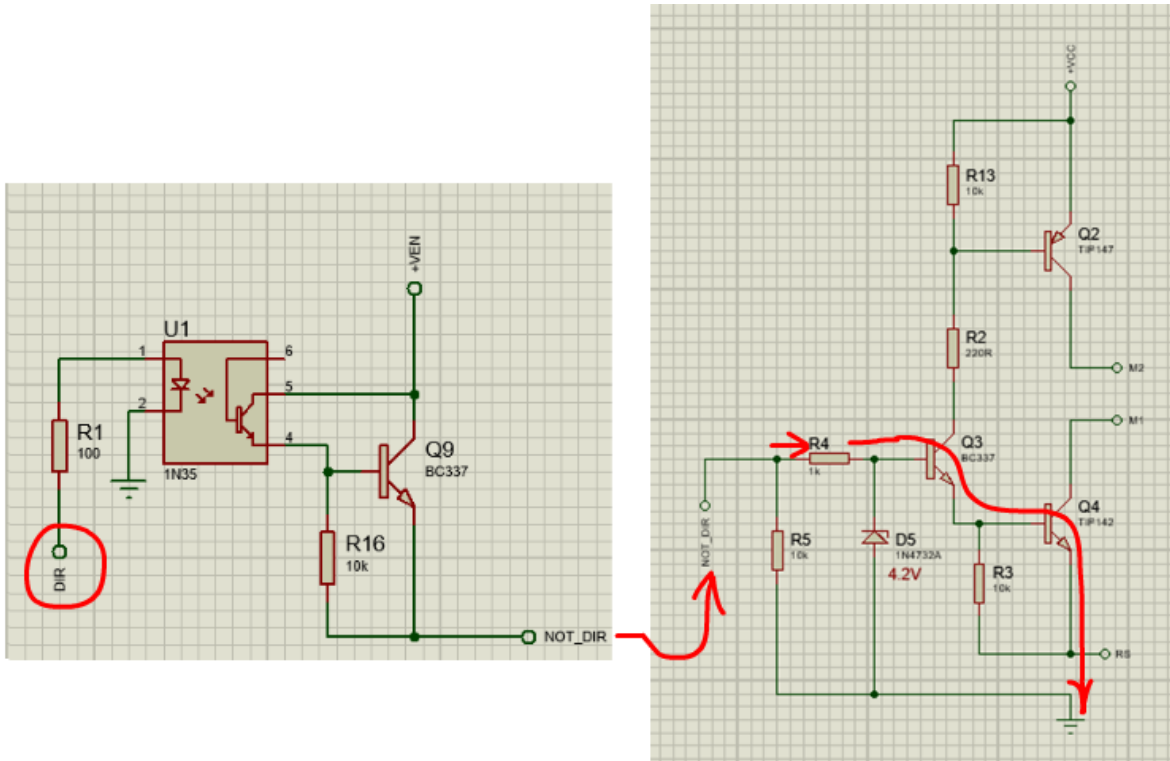 U1
1
2
6
5
4
1N35
R1
100
DIR
+VEN
Q9
BC337
R16
10k
NOT_DIR
+VCC
R13
10k
Q2
TIP147
R2
220R
M2
M1
R4
1k
Q3
BC337
Q4
TIP142
NOT_DIR
R5
10k
D5
1N4732A
4.2V
R3
10k
RS